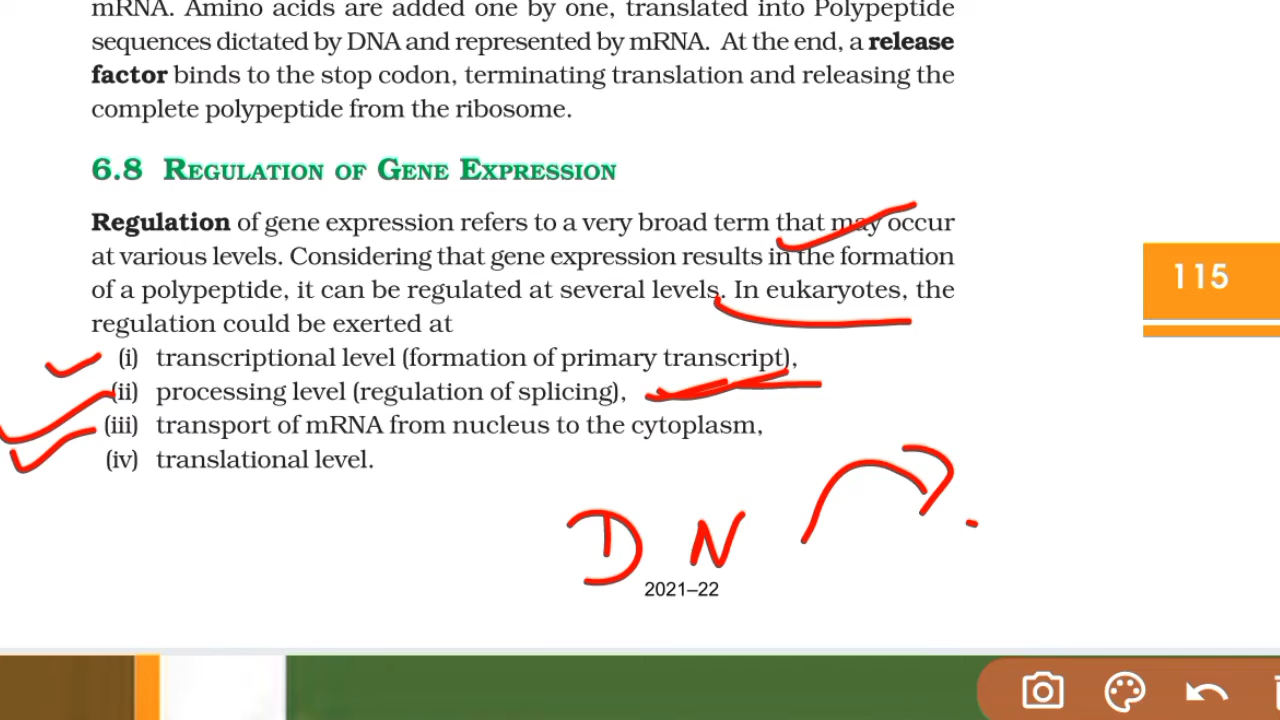 mRNA. Amino acids are added one by one, translated into Polypeptide
sequences dictated by DNA and represented by mRNA. At the end, a release
factor binds to the stop codon, terminating translation and releasing the
complete polypeptide from the ribosome.
6.8 REGULATION OF GENE EXPRESSION
Regulation of gene expression refers to a very broad term that may occur
at various levels. Considering that gene expression results in the formation
of a polypeptide, it can be regulated at several levels. In eukaryotes, the
115
regulation could be exerted at
(i) transcriptional level (formation of primary transcript),
(ii) processing level (regulation of splicing),
(iii) transport of mRNA from nucleus to the cytoplasm,
(iv) translational level.
D N
2021–22